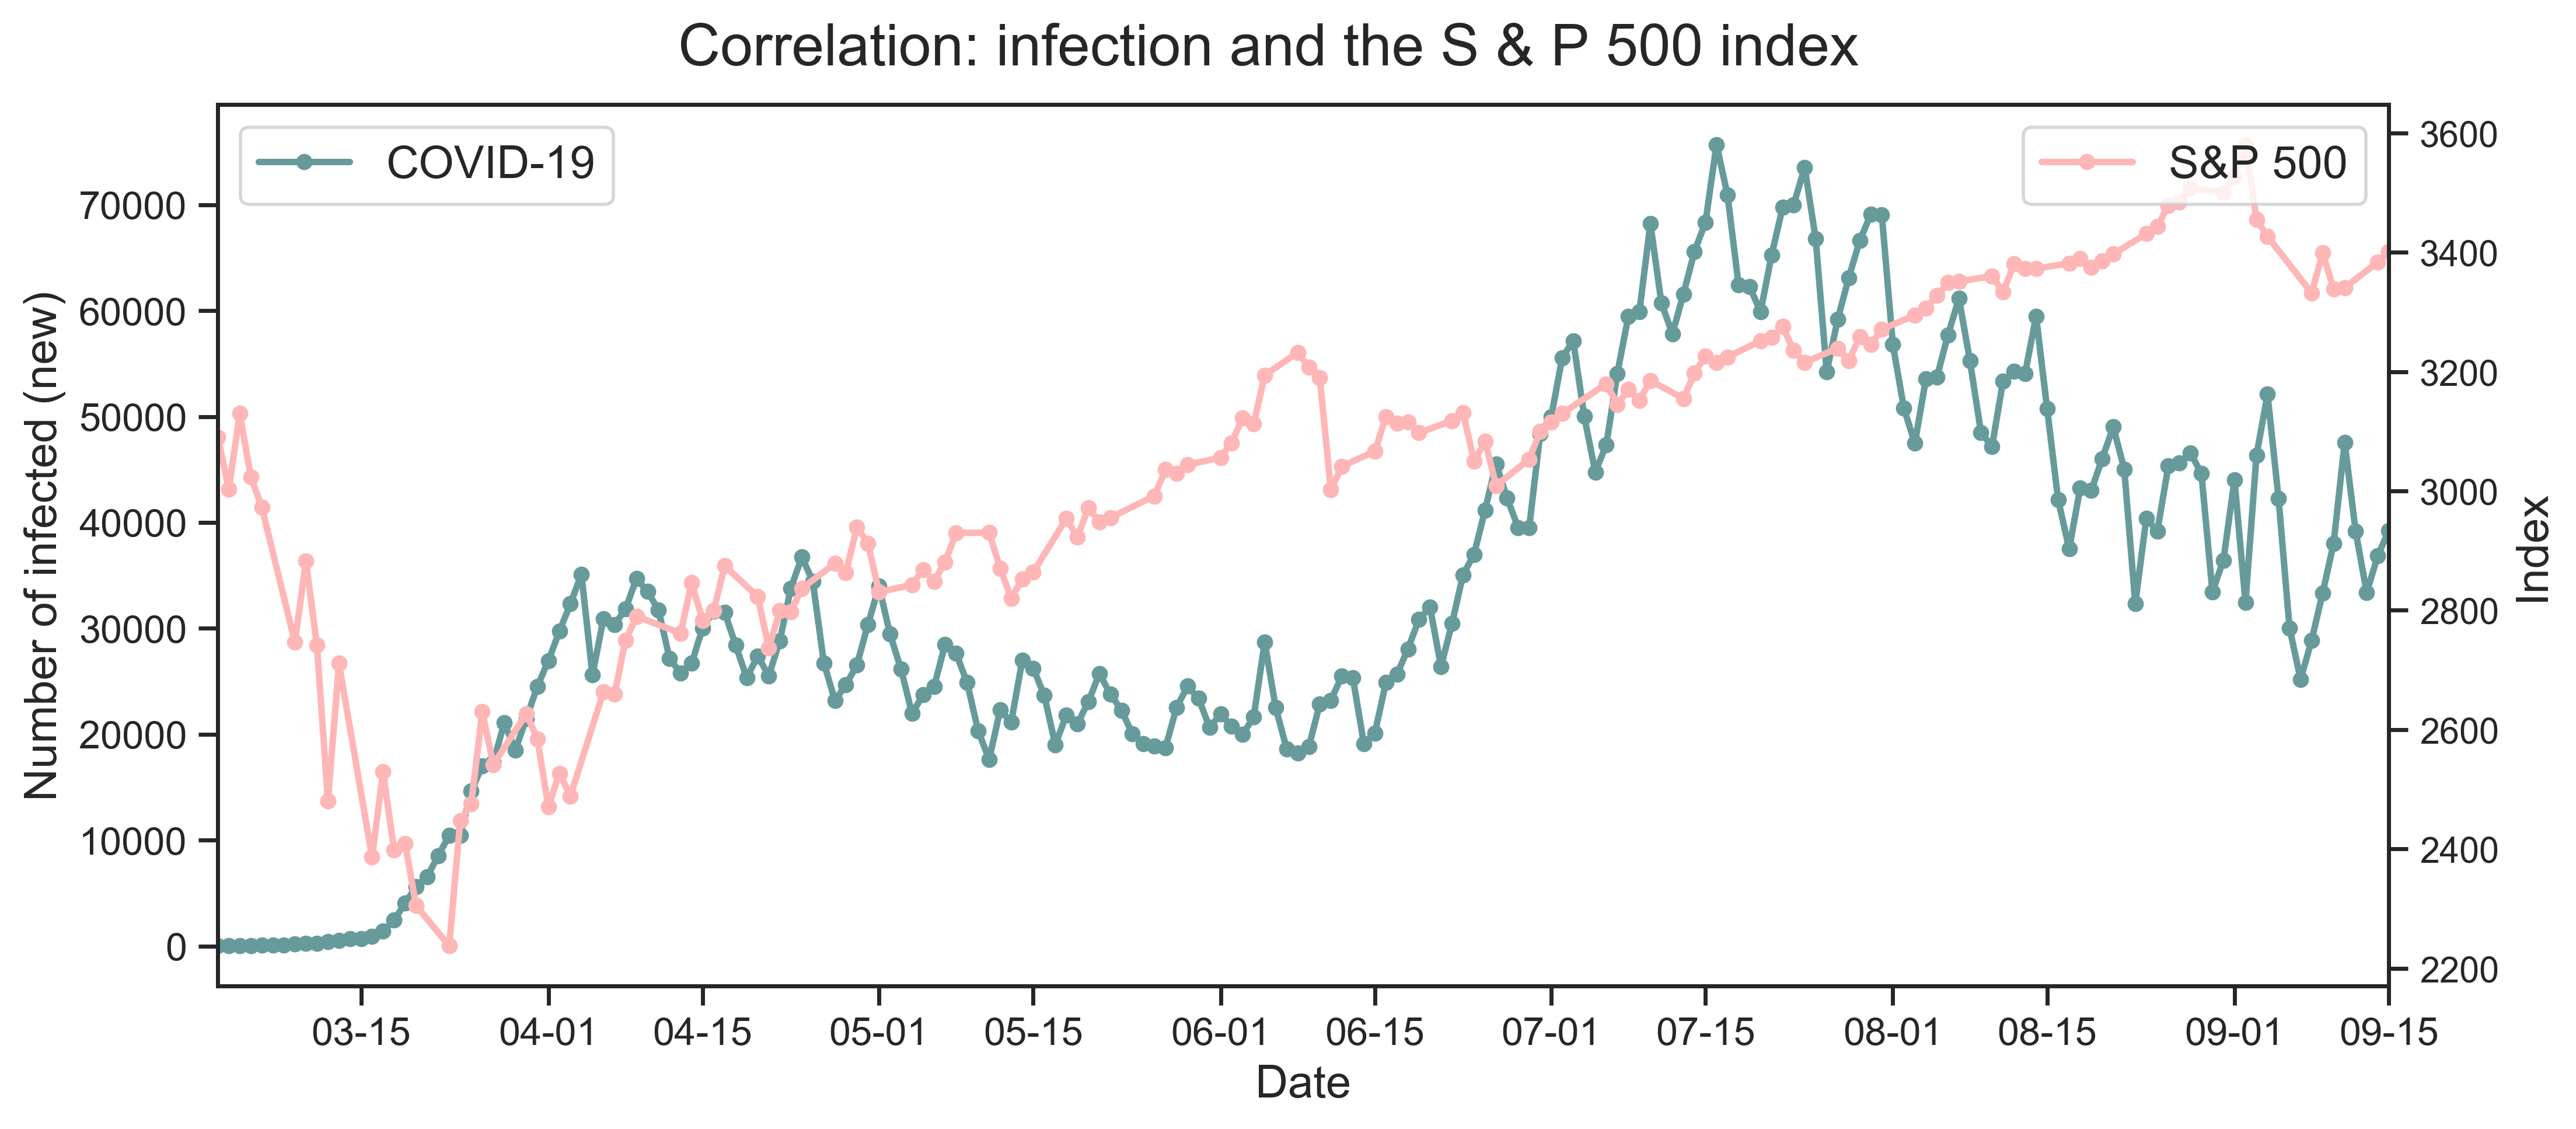 Correlation: infection and the S & P 500 index
COVID-19
S&P 500
Number of infected (new)
70000
60000
50000
40000
30000
20000
10000
0
3600
3400
3200
3000
2800
2600
2400
2200
Index
03-15 04-01 04-15 05-01 05-15 06-01 06-15 07-01 07-15 08-01 08-15 09-01 09-15
Date